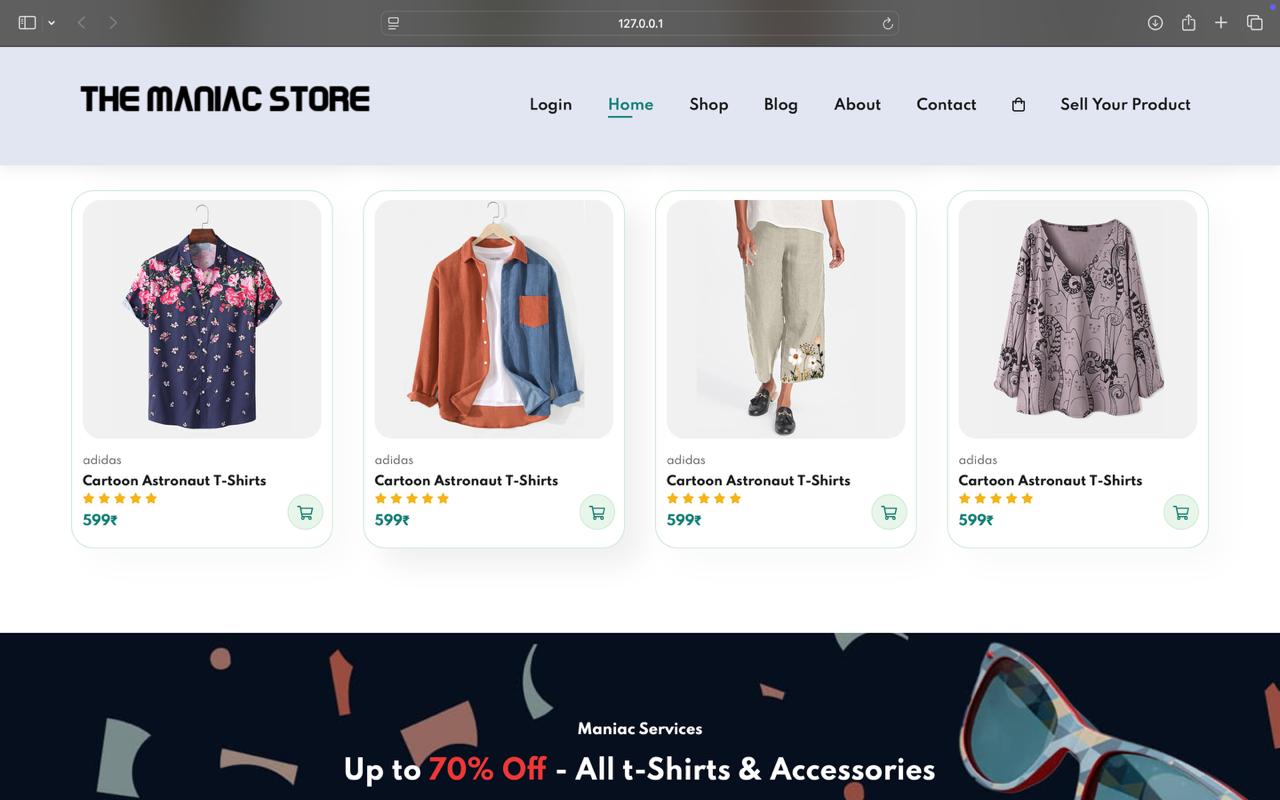 127.0.0.1
THE MANIAC STORE
Login Home Shop Blog About Contact Sell Your Product
adidas adidas adidas adidas
Cartoon Astronaut T-Shirts Cartoon Astronaut T-Shirts Cartoon Astronaut T-Shirts Cartoon Astronaut T-Shirts
599₹ 599₹ 599₹ 599₹
Maniac Services
Up to 70% Off - All t-Shirts & Accessories